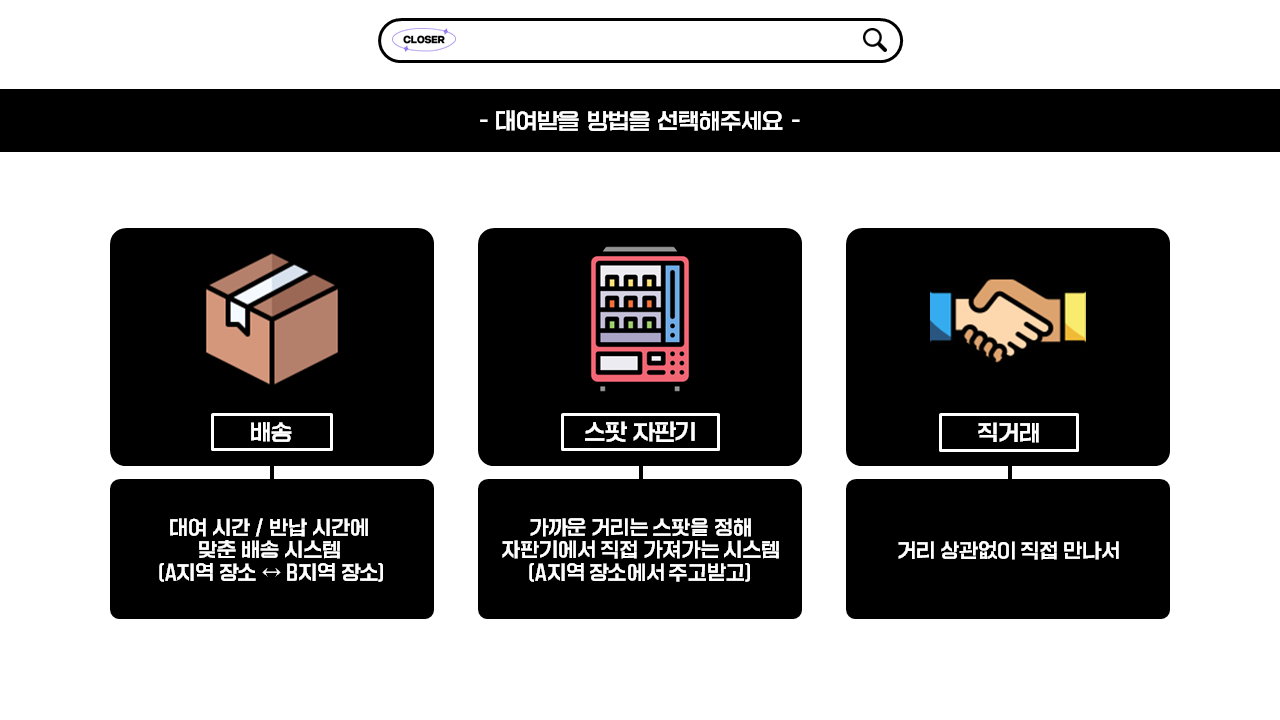 CLOSER
- 대여받을 방법을 선택해주세요 -
배송
스팟 자판기
직거래
대여 시간 / 반납 시간에
맞춘 배송 시스템
(A지역 장소 ↔ B지역 장소)
가까운 거리는 스팟을 정해
자판기에서 직접 가져가는 시스템
(A지역 장소에서 주고받고)
거리 상관없이 직접 만나서